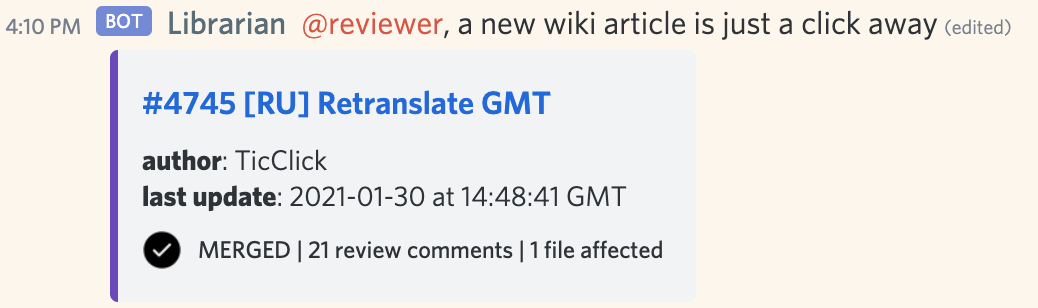 4:10 PM BOT Librarian @reviewer, a new wiki article is just a click away (edited)
#4745 [RU] Retranslate GMT
author: TicClick
last update: 2021-01-30 at 14:48:41 GMT
MERGED | 21 review comments | 1 file affected